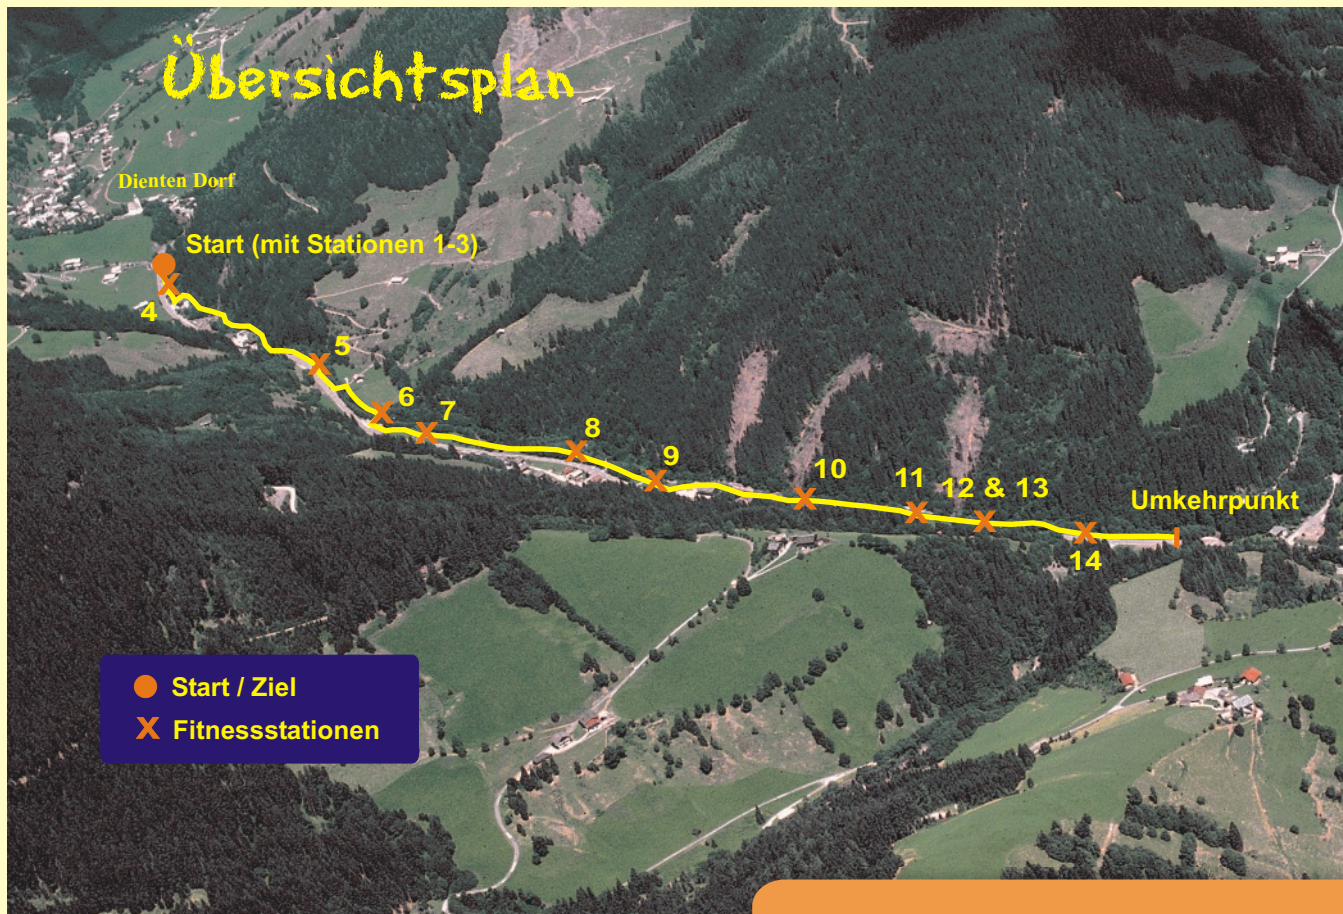 Übersichtsplan
Dienten Dorf
Start (mit Stationen 1-3)
4
5
6
7
8
9
10
11
12 & 13
14
Umkehrpunkt
Start / Ziel
X Fitnessstationen